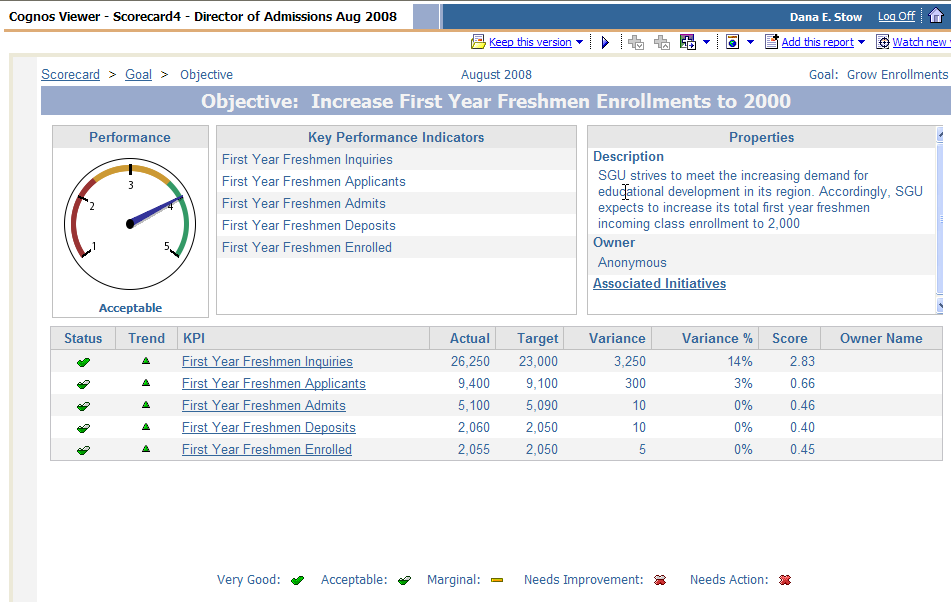 Cognos Viewer - Scorecard4 - Director of Admissions Aug 2008
Dana E. Stow Log Off
Keep this version Add this report Watch new
Scorecard > Goal > Objective August 2008 Goal: Grow Enrollments
Objective: Increase First Year Freshmen Enrollments to 2000
Performance
1
2
3
4
5
Acceptable
Key Performance Indicators
First Year Freshmen Inquiries
First Year Freshmen Applicants
First Year Freshmen Admits
First Year Freshmen Deposits
First Year Freshmen Enrolled
Properties
Description
SGU strives to meet the increasing demand for
educational development in its region. Accordingly, SGU
expects to increase its total first year freshmen
incoming class enrollment to 2,000
Owner
Anonymous
Associated Initiatives
Status Trend KPI Actual Target Variance Variance % Score Owner Name
First Year Freshmen Inquiries 26,250 23,000 3,250 14% 2.83
First Year Freshmen Applicants 9,400 9,100 300 3% 0.66
First Year Freshmen Admits 5,100 5,090 10 0% 0.46
First Year Freshmen Deposits 2,060 2,050 10 0% 0.40
First Year Freshmen Enrolled 2,055 2,050 5 0% 0.45
Very Good: Acceptable: Marginal: Needs Improvement: Needs Action: